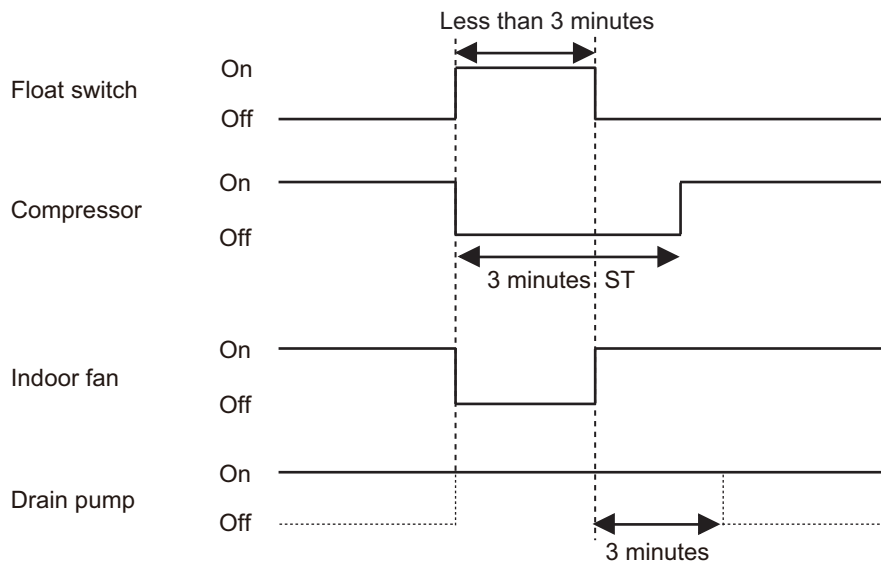 Less than 3 minutes
On
Float switch
Off
On
Compressor
Off
3 minutes ST
On
Indoor fan
Off
On
Drain pump
Off
3 minutes